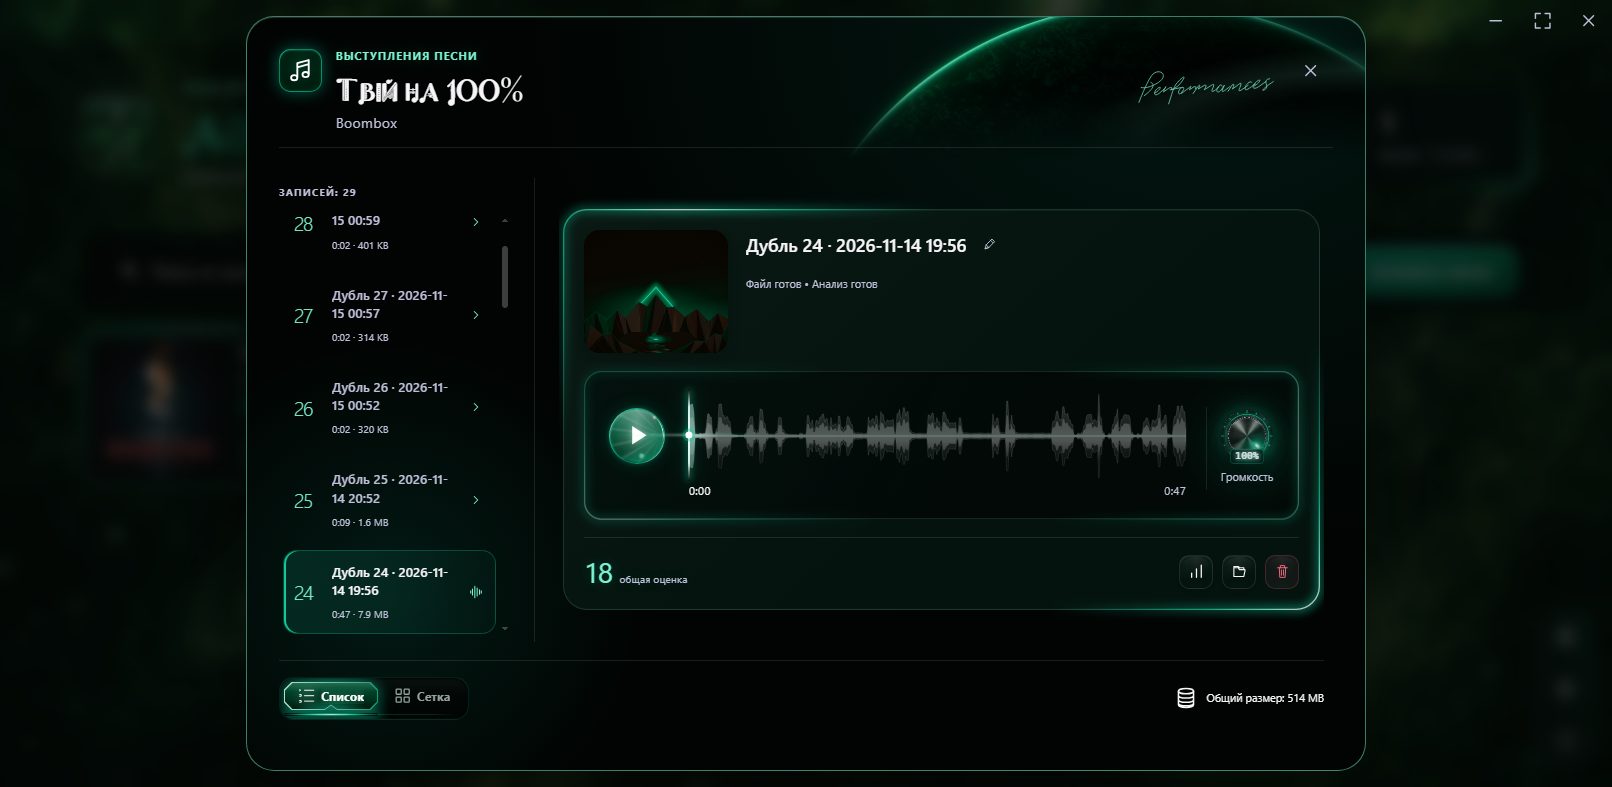 ВЫСТУПЛЕНИЯ ПЕСНИ
Твій на 100%
Boombox
Performances
ЗАПИСЕЙ: 29
28
15 00:59
0:02 · 401 KB
27
Дубль 27 · 2026-11-
15 00:57
0:02 · 314 KB
26
Дубль 26 · 2026-11-
15 00:52
0:02 · 320 KB
25
Дубль 25 · 2026-11-
14 20:52
0:09 · 1.6 MB
24
Дубль 24 · 2026-11-
14 19:56
0:47 · 7.9 MB
Дубль 24 · 2026-11-14 19:56
Файл готов • Анализ готов
0:00
0:47
100%
Громкость
18 общая оценка
Список
Сетка
Общий размер: 514 MB